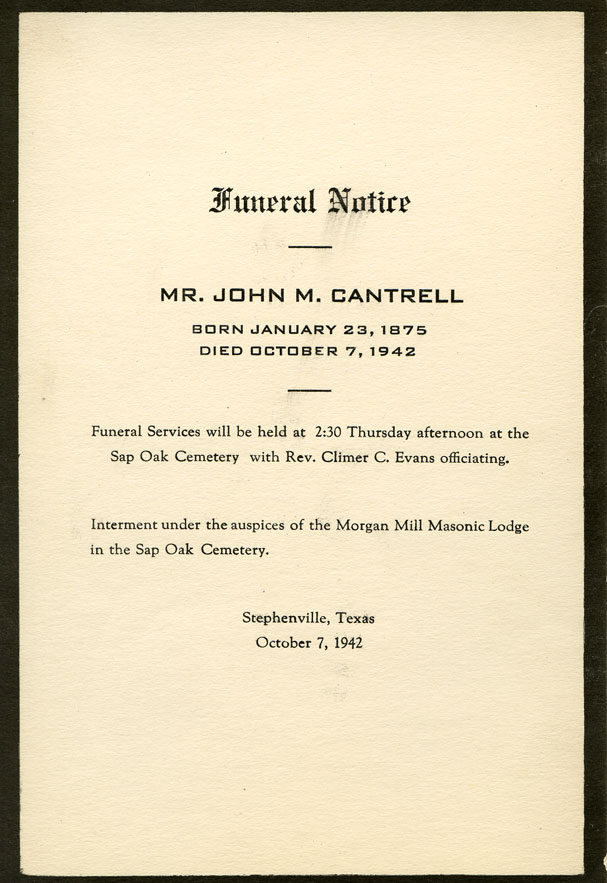 Funeral Notice
MR. JOHN M. CANTRELL
BORN JANUARY 23, 1875
DIED OCTOBER 7, 1942
Funeral Services will be held at 2:30 Thursday afternoon at the
Sap Oak Cemetery with Rev. Climer C. Evans officiating.
Interment under the auspices of the Morgan Mill Masonic Lodge
in the Sap Oak Cemetery.
Stephenville, Texas
October 7, 1942